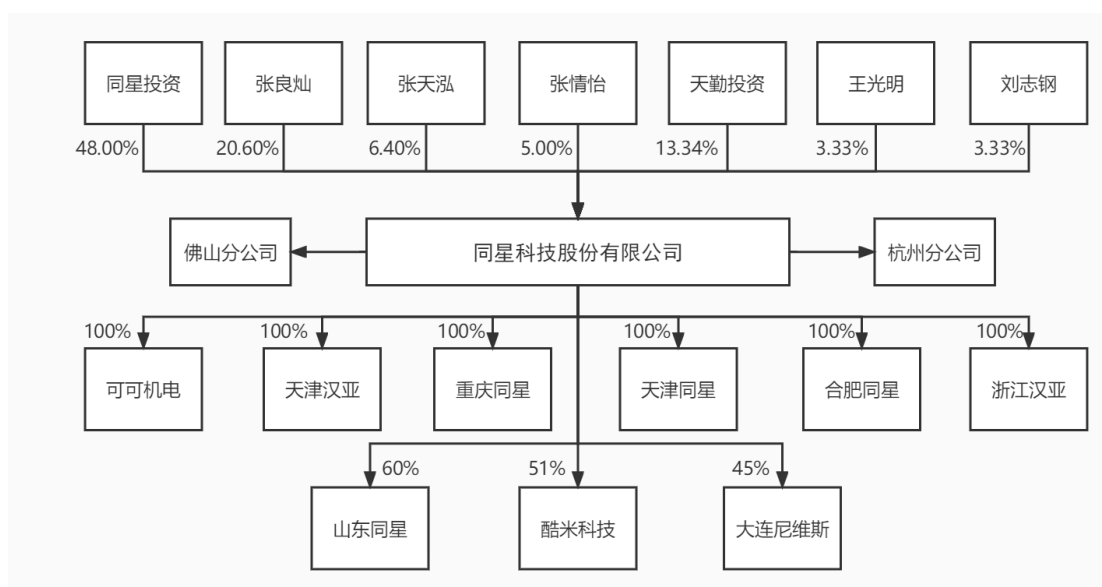 同星投资
张良灿
张天泓
张情怡
天勤投资
王光明
刘志钢
48.00%
20.60%
6.40%
5.00%
13.34%
3.33%
3.33%
佛山分公司
同星科技股份有限公司
杭州分公司
100%
100%
100%
100%
100%
100%
可可机电
天津汉亚
重庆同星
天津同星
合肥同星
浙江汉亚
60%
51%
45%
山东同星
酷米科技
大连尼维斯